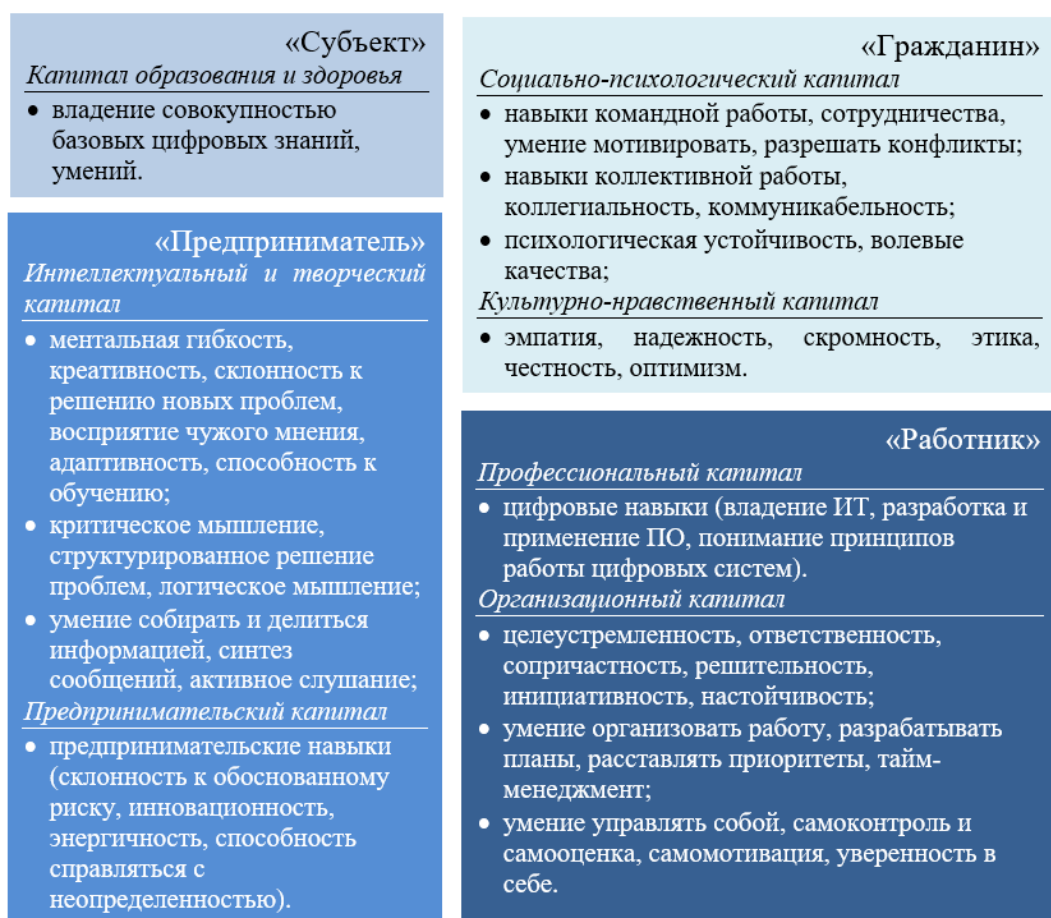 «Субъект»
Капитал образования и здоровья
• владение совокупностью
базовых цифровых знаний,
умений.
«Предприниматель»
Интеллектуальный и творческий
капитал
• ментальная гибкость,
креативность, склонность к
решению новых проблем,
восприятие чужого мнения,
адаптивность, способность к
обучению;
• критическое мышление,
структурированное решение
проблем, логическое мышление;
• умение собирать и делиться
информацией, синтез
сообщений, активное слушание;
Предпринимательский капитал
• предпринимательские навыки
(склонность к обоснованному
риску, инновационность,
энергичность, способность
справляться с
неопределенностью).
«Гражданин»
Социально-психологический капитал
• навыки командной работы, сотрудничества,
умение мотивировать, разрешать конфликты;
• навыки коллективной работы,
коллегиальность, коммуникабельность;
• психологическая устойчивость, волевые
качества;
Культурно-нравственный капитал
• эмпатия, надежность, скромность, этика,
честность, оптимизм.
«Работник»
Профессиональный капитал
• цифровые навыки (владение ИТ, разработка и
применение ПО, понимание принципов
работы цифровых систем).
Организационный капитал
• целеустремленность, ответственность,
сопричастность, решительность,
инициативность, настойчивость;
• умение организовать работу, разрабатывать
планы, расставлять приоритеты, тайм-
менеджмент;
• умение управлять собой, самоконтроль и
самооценка, самомотивация, уверенность в
себе.